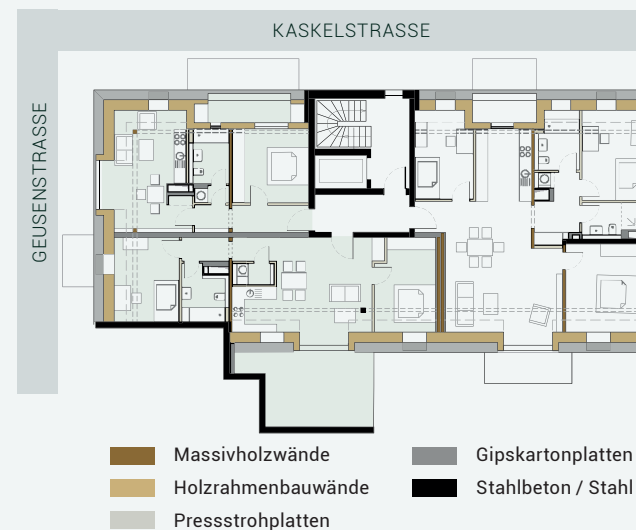 KASKELSTRASSE
GEUSENSTRASSE
Massivholzwände
Holzrahmenbauwände
Pressstrohplatten
Gipskartonplatten
Stahlbeton / Stahl